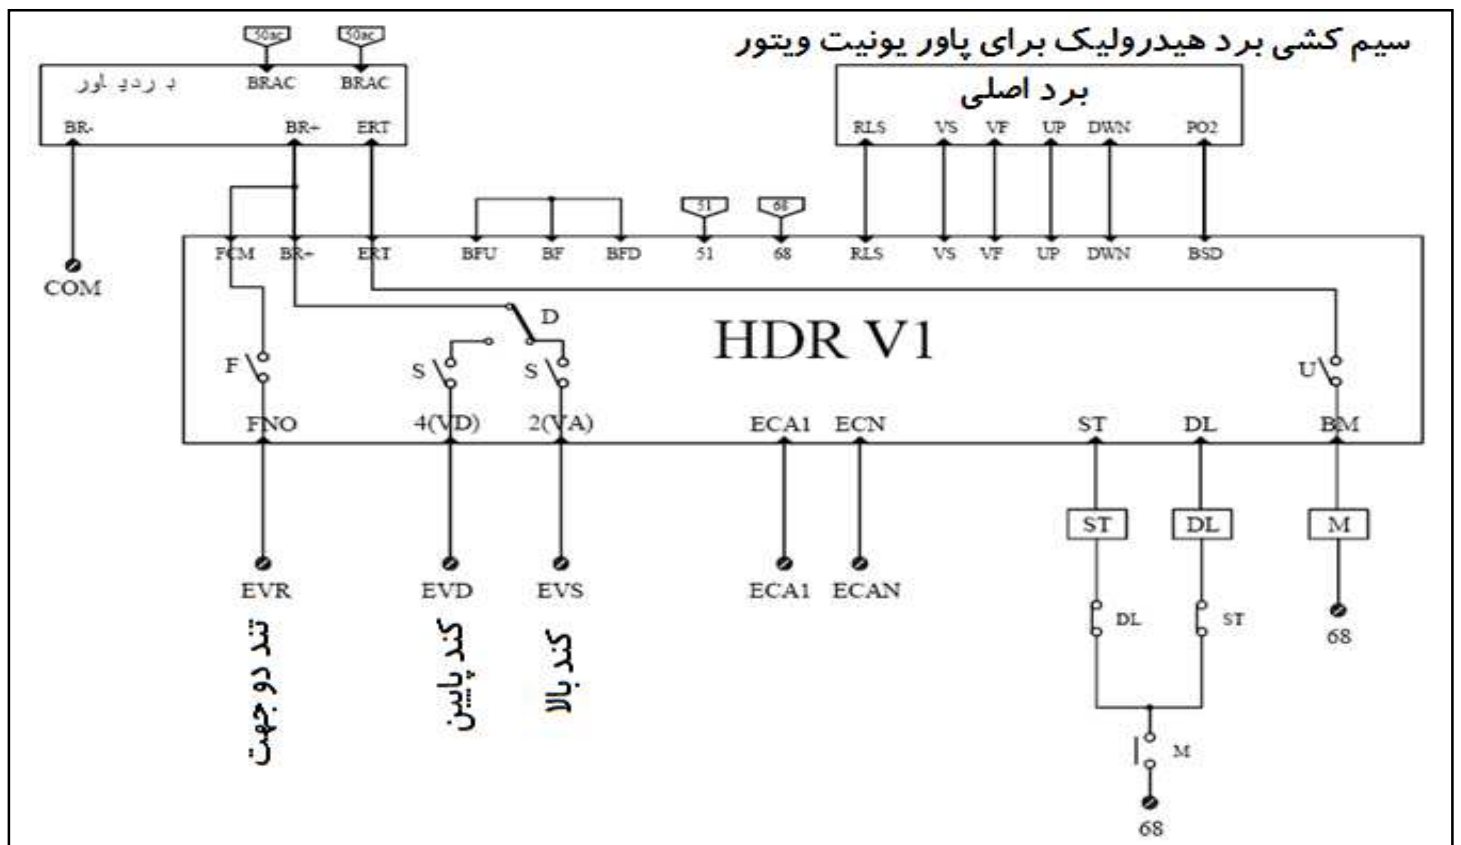 سیم کشی برد هیدرولیک برای پاور یونیت ویتور
50ac 50ac
برد پاور BRAC BRAC
برد اصلی
BR- BR+ ERT
RLS VS VF UP DWN PO2
51 68
FCM BR+ ERT BFU BF BFD 51 68 RLS VS VF UP DWN BSD
COM
D
HDR V1
F S S U
FNO 4(VD) 2(VA) ECA1 ECN ST DL BM
ST DL M
EVR EVD EVS ECA1 ECAN
DL ST
68
تند دو جهت
کند پایین
کند بالا
M
68